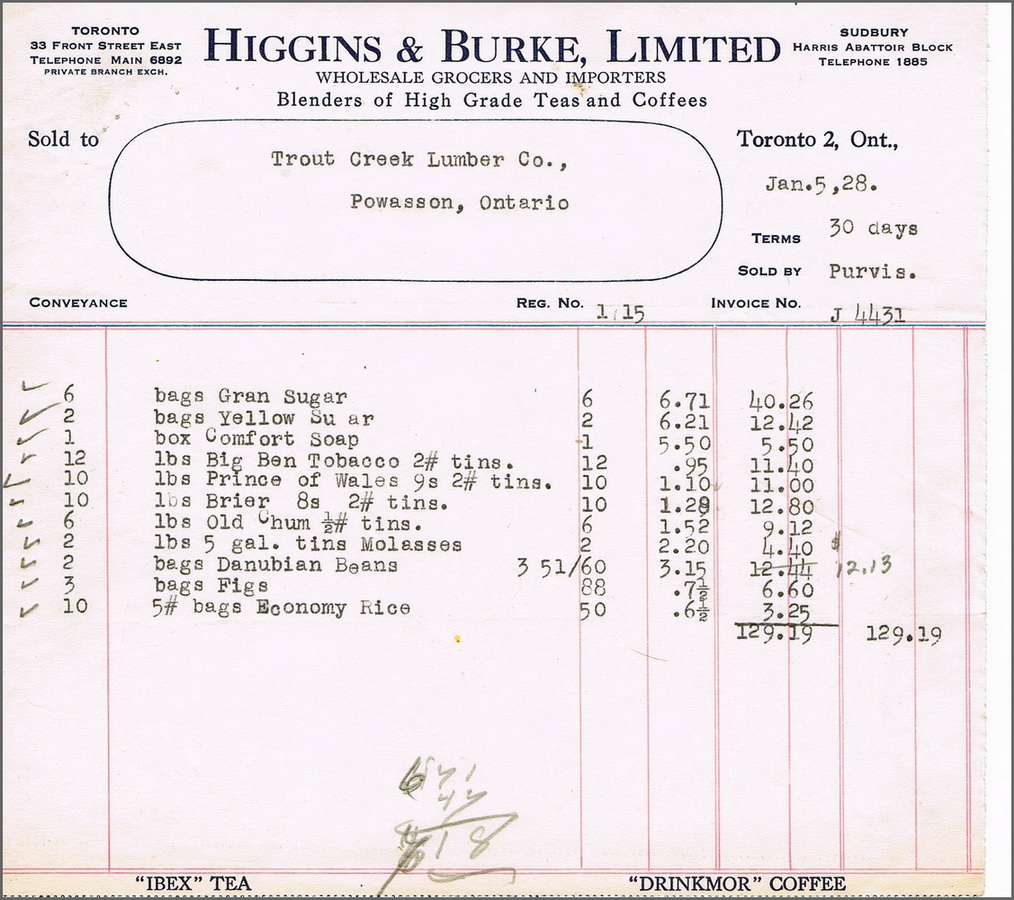 TORONTO
33 FRONT STREET EAST
TELEPHONE MAIN 6892
PRIVATE BRANCH EXCH.
HIGGINS & BURKE, LIMITED
WHOLESALE GROCERS AND IMPORTERS
Blenders of High Grade Teas and Coffees
SUDBURY
HARRIS ABATTOIR BLOCK
TELEPHONE 1885
Sold to
Trout Creek Lumber Co.,
Powasson, Ontario
Toronto 2, Ont.,
Jan.5,28.
TERMS 30 days
SOLD BY Purvis.
CONVEYANCE REG. NO. 1 15 INVOICE NO. J 4431
6 bags Gran Sugar 6 6.71 40.26
2 bags Yellow Su ar 2 6.21 12.42
1 box Comfort Soap 1 5.50 5.50
12 lbs Big Ben Tobacco 2# tins. 12 .95 11.40
10 lbs Prince of Wales 9s 2# tins. 10 1.10 11.00
10 lbs Brier 8s 2# tins. 10 1.28 12.80
6 lbs Old Chum ½# tins. 6 1.52 9.12
2 lbs 5 gal. tins Molasses 2 2.20 4.40
2 bags Danubian Beans 3 51/60 3.15 12.44 $12.13
3 bags Figs 88 .7½ 6.60
10 5# bags Economy Rice 50 .6½ 3.25
129.19 129.19
671
47
18
"IBEX" TEA "DRINKMOR" COFFEE